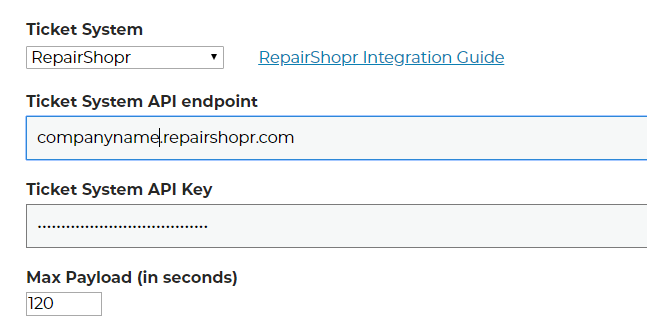 Ticket System
RepairShopr RepairShopr Integration Guide
Ticket System API endpoint
companyname.repairshopr.com
Ticket System API Key
....................................
Max Payload (in seconds)
120